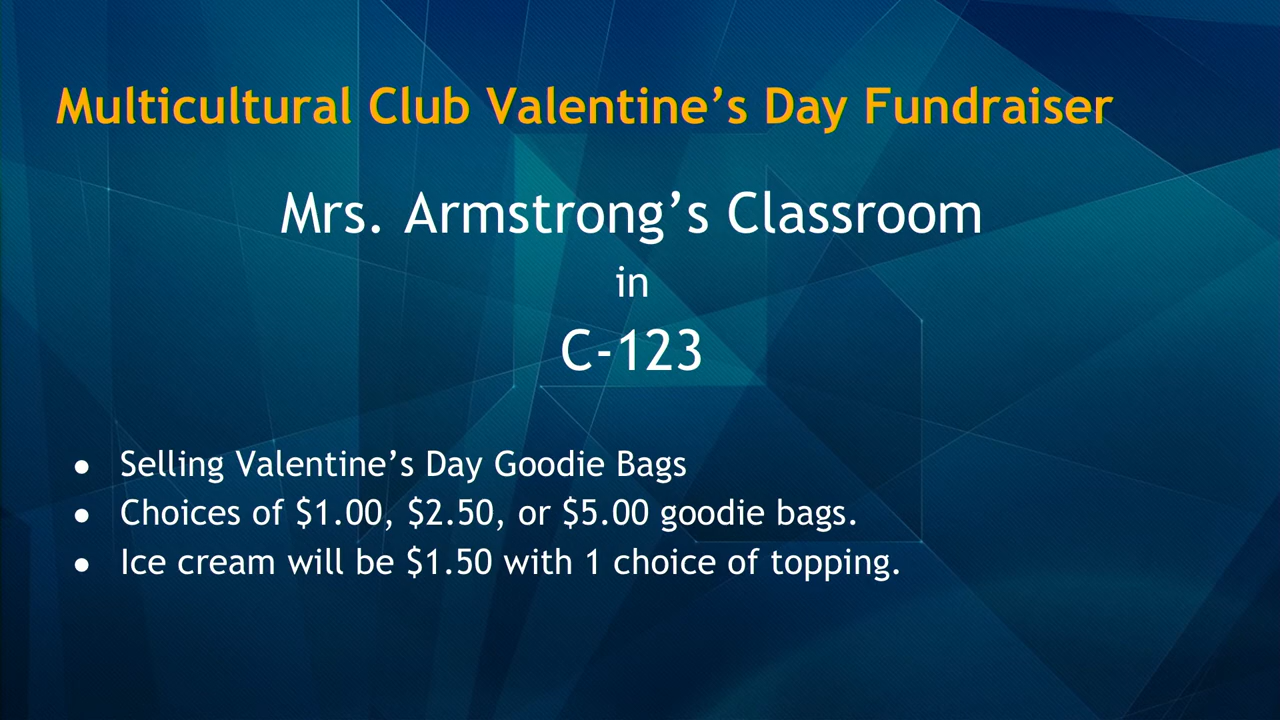 Multicultural Club Valentine’s Day Fundraiser
Mrs. Armstrong’s Classroom
in
C-123
● Selling Valentine’s Day Goodie Bags
● Choices of $1.00, $2.50, or $5.00 goodie bags.
● Ice cream will be $1.50 with 1 choice of topping.